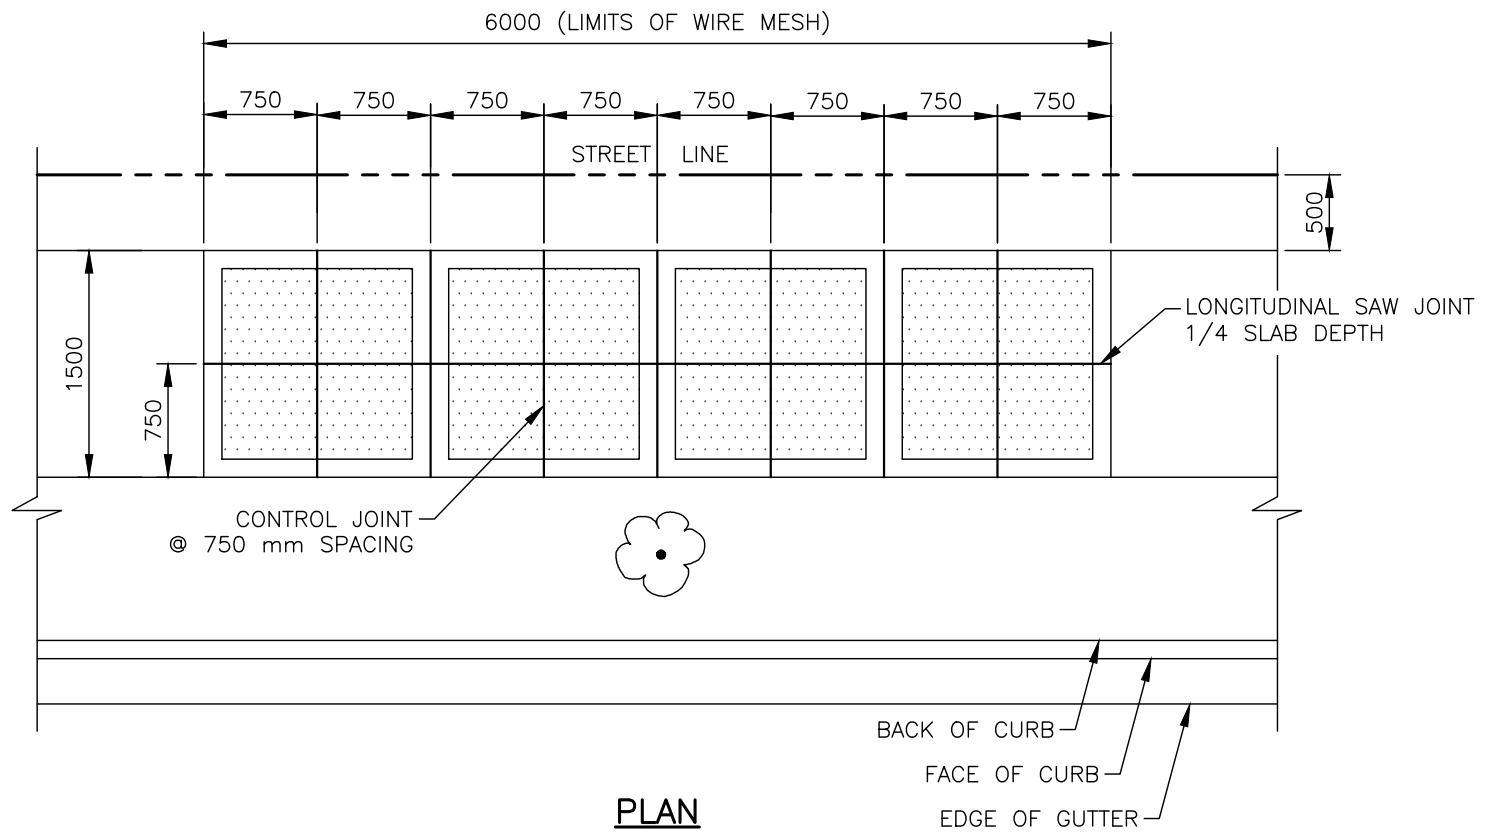 6000 (LIMITS OF WIRE MESH)
750 750 750 750 750 750 750 750
STREET LINE
500
LONGITUDINAL SAW JOINT
1/4 SLAB DEPTH
1500
750
CONTROL JOINT
@ 750 mm SPACING
BACK OF CURB
FACE OF CURB
EDGE OF GUTTER
PLAN